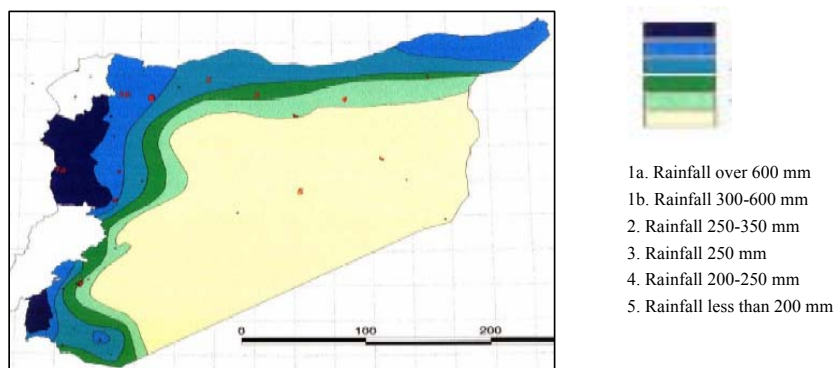 0 100 200
1a. Rainfall over 600 mm
1b. Rainfall 300-600 mm
2. Rainfall 250-350 mm
3. Rainfall 250 mm
4. Rainfall 200-250 mm
5. Rainfall less than 200 mm